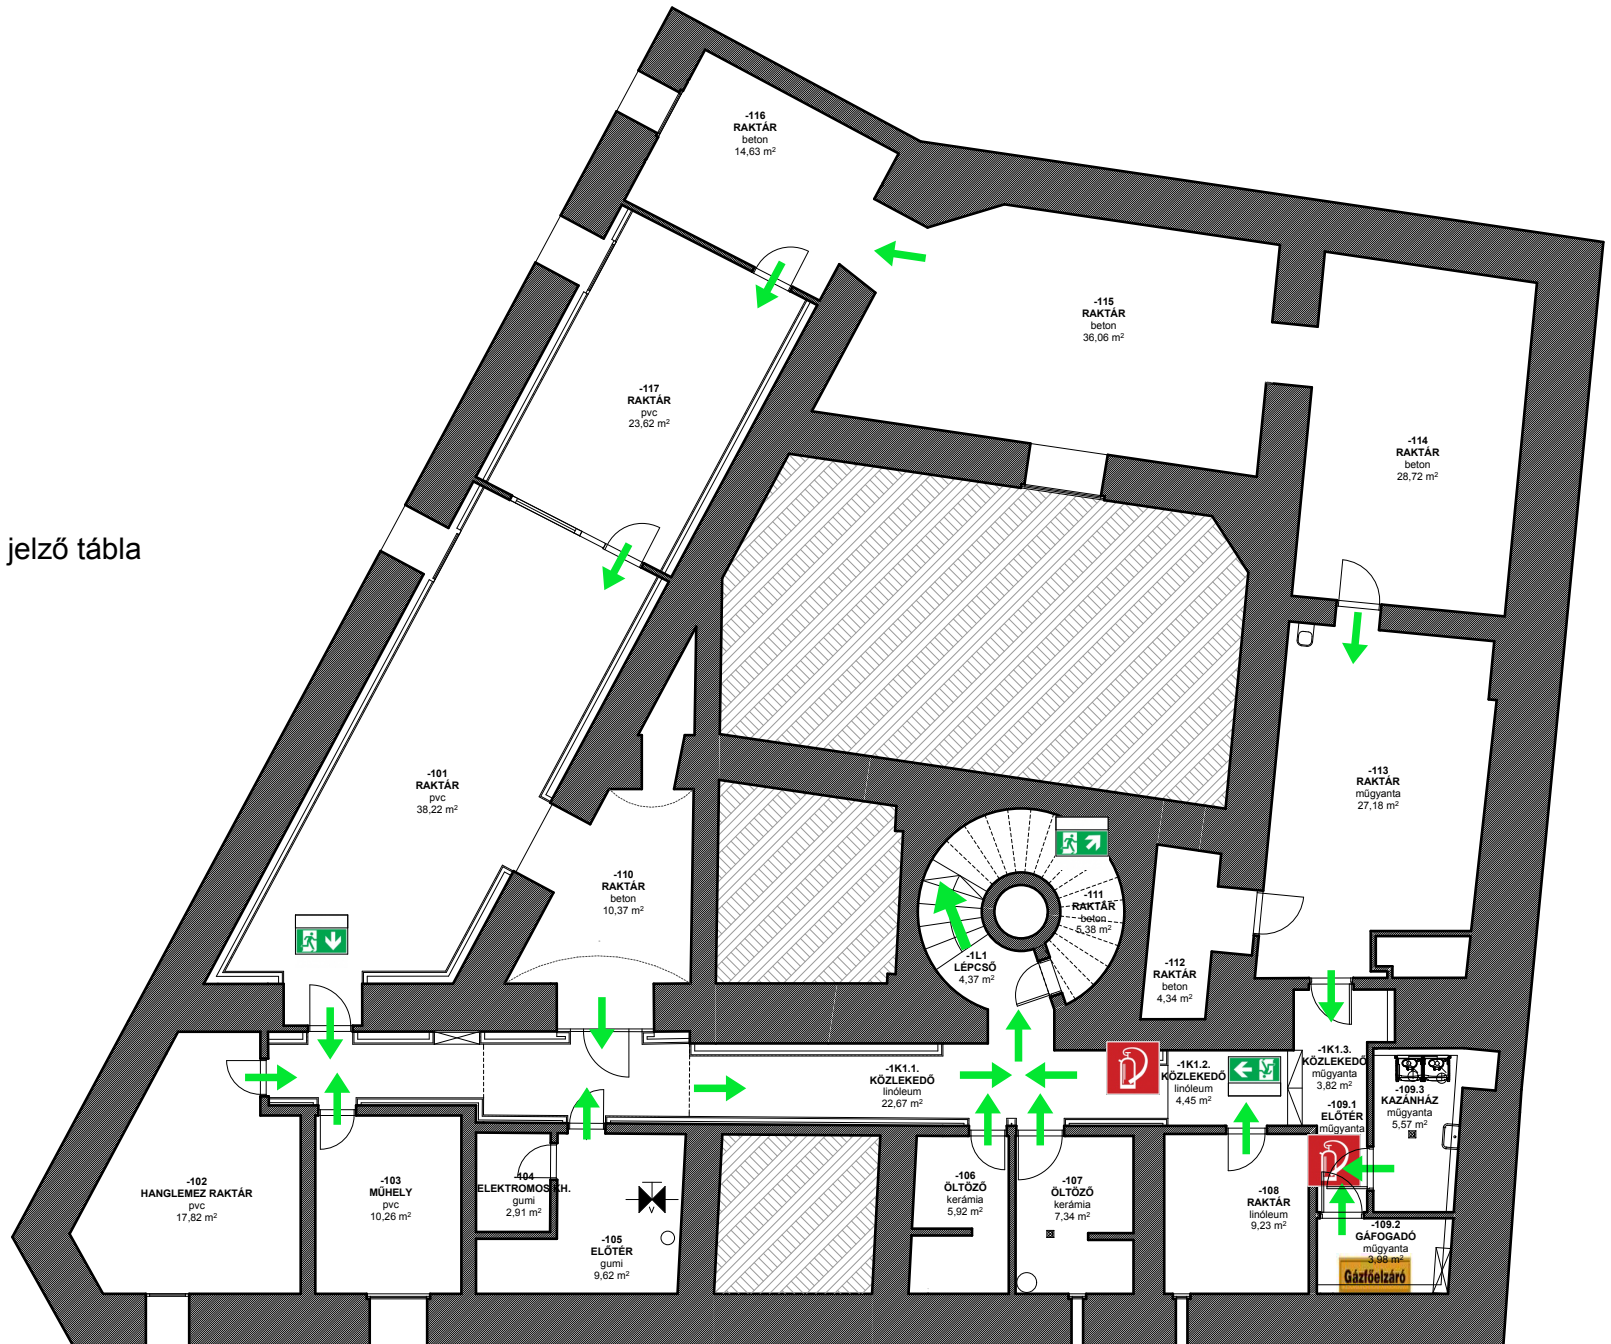 -116
RAKTÁR
beton
14,63 m²
-115
RAKTÁR
beton
36,06 m²
-117
RAKTÁR
pvc
23,62 m²
-114
RAKTÁR
beton
28,72 m²
jelző tábla
-101
RAKTÁR
pvc
38,22 m²
-113
RAKTÁR
műgyanta
27,18 m²
-110
RAKTÁR
beton
10,37 m²
-111
RAKTÁR
beton
5,38 m²
-1L1
LÉPCSŐ
4,37 m²
-112
RAKTÁR
beton
4,34 m²
-1K1.1.
KÖZLEKEDŐ
linóleum
22,67 m²
-1K1.2.
KÖZLEKEDŐ
linóleum
4,45 m²
-1K1.3.
KÖZLEKEDŐ
műgyanta
3,82 m²
-109.1
ELŐTÉR
műgyanta
-109.3
KAZÁNHÁZ
műgyanta
5,57 m²
-102
HANGLEMEZ RAKTÁR
pvc
17,82 m²
-103
MŰHELY
pvc
10,26 m²
-104
ELEKTROMOS KH.
gumi
2,91 m²
V
-105
ELŐTÉR
gumi
9,62 m²
-106
ÖLTÖZŐ
kerámia
5,92 m²
-107
ÖLTÖZŐ
kerámia
7,34 m²
-108
RAKTÁR
linóleum
9,23 m²
-109.2
GÁFOGADÓ
műgyanta
3,98 m²
Gázfőelzáró